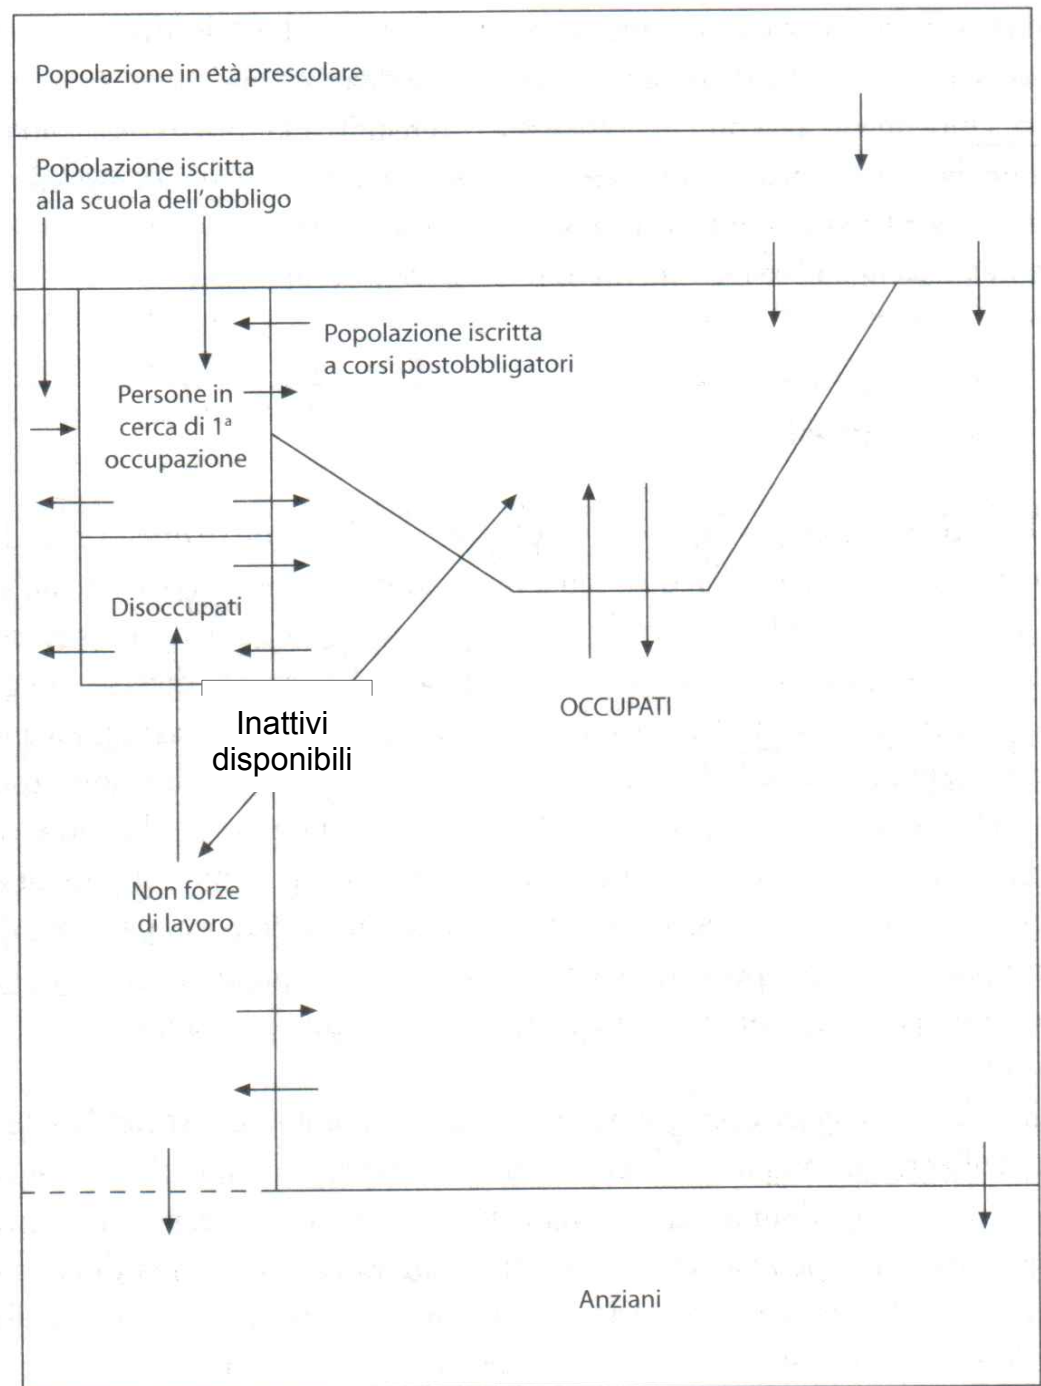 Popolazione in età prescolare
Popolazione iscritta
alla scuola dell'obbligo
Popolazione iscritta
a corsi postobbligatori
Persone in
cerca di 1ª
occupazione
Disoccupati
Inattivi
disponibili
OCCUPATI
Non forze
di lavoro
Anziani